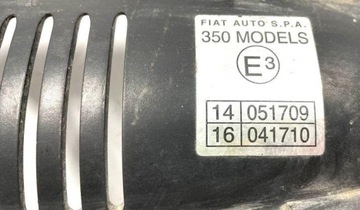 FIAT AUTO S.P.A.
350 MODELS
E3
14 051709
16 041710